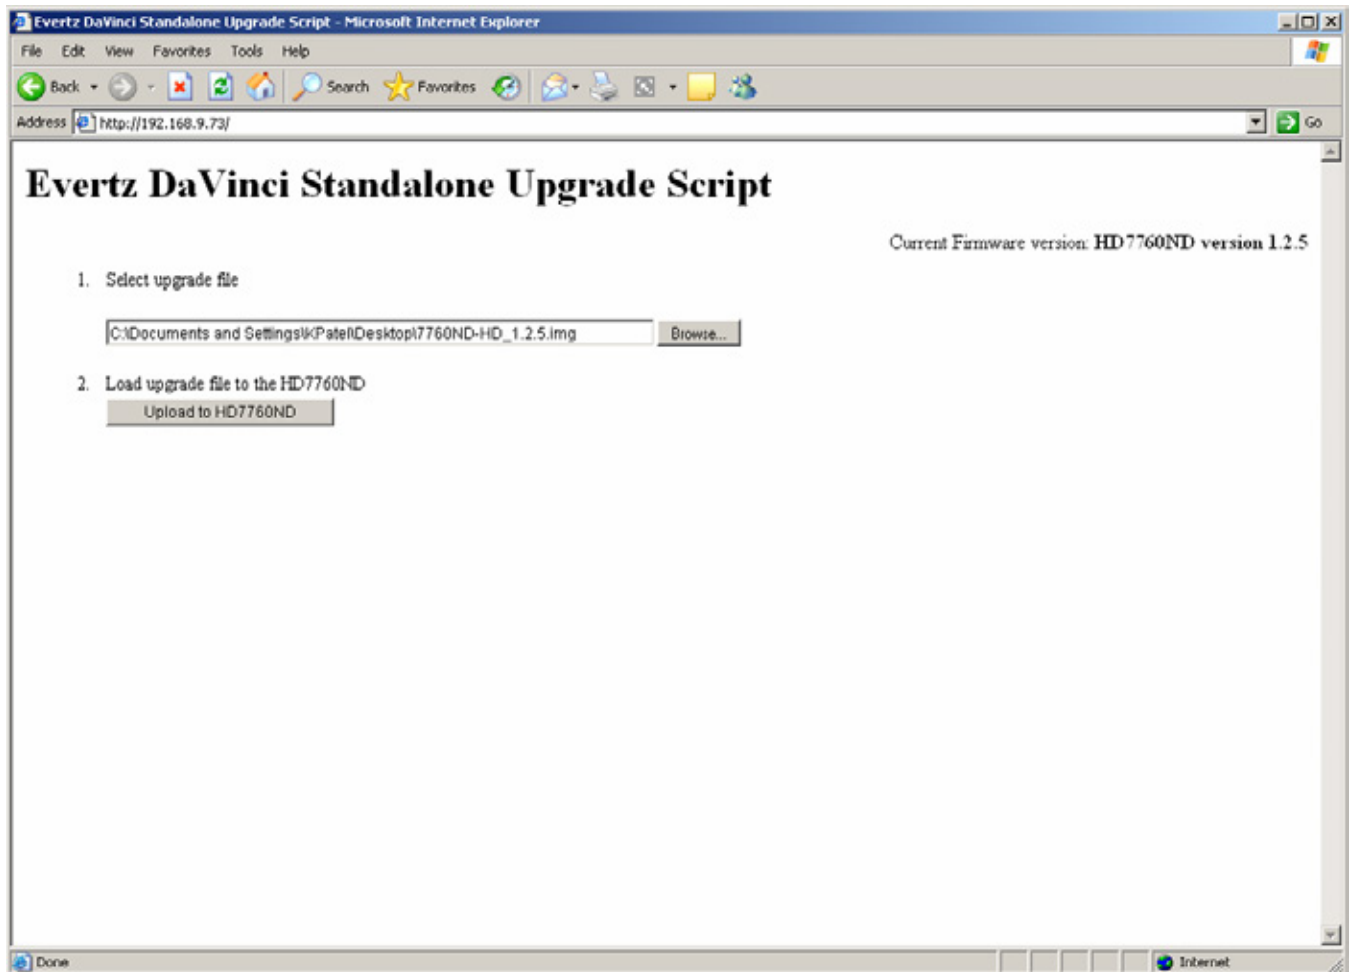 Evertz DaVinci Standalone Upgrade Script - Microsoft Internet Explorer
File Edit View Favorites Tools Help
Back Search Favorites
Address http://192.168.9.73/ Go
Evertz DaVinci Standalone Upgrade Script
Current Firmware version: HD7760ND version 1.2.5
1. Select upgrade file
C:\Documents and Settings\KPatel\Desktop\7760ND-HD_1.2.5.img Browse...
2. Load upgrade file to the HD7760ND
Upload to HD7760ND
Done Internet